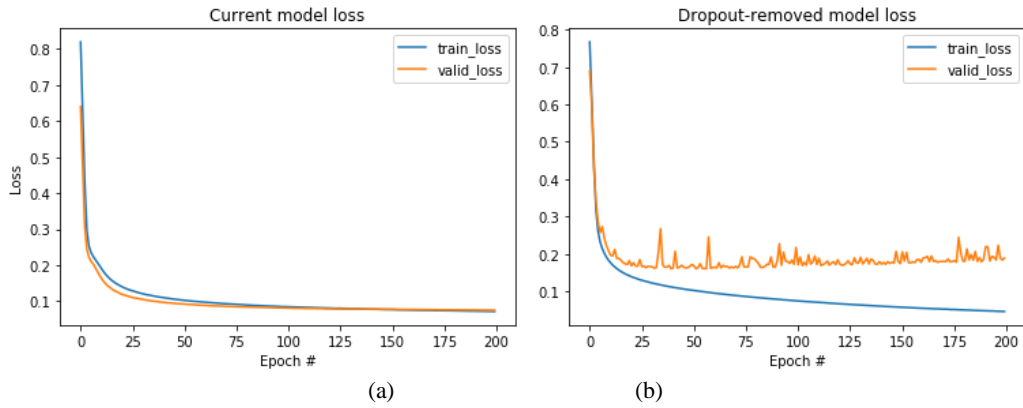 Current model loss
train_loss
valid_loss
0.8
0.7
0.6
0.5
0.4
0.3
0.2
0.1
Loss
0 25 50 75 100 125 150 175 200
Epoch #
(a)
Dropout-removed model loss
train_loss
valid_loss
0.8
0.7
0.6
0.5
0.4
0.3
0.2
0.1
0 25 50 75 100 125 150 175 200
Epoch #
(b)